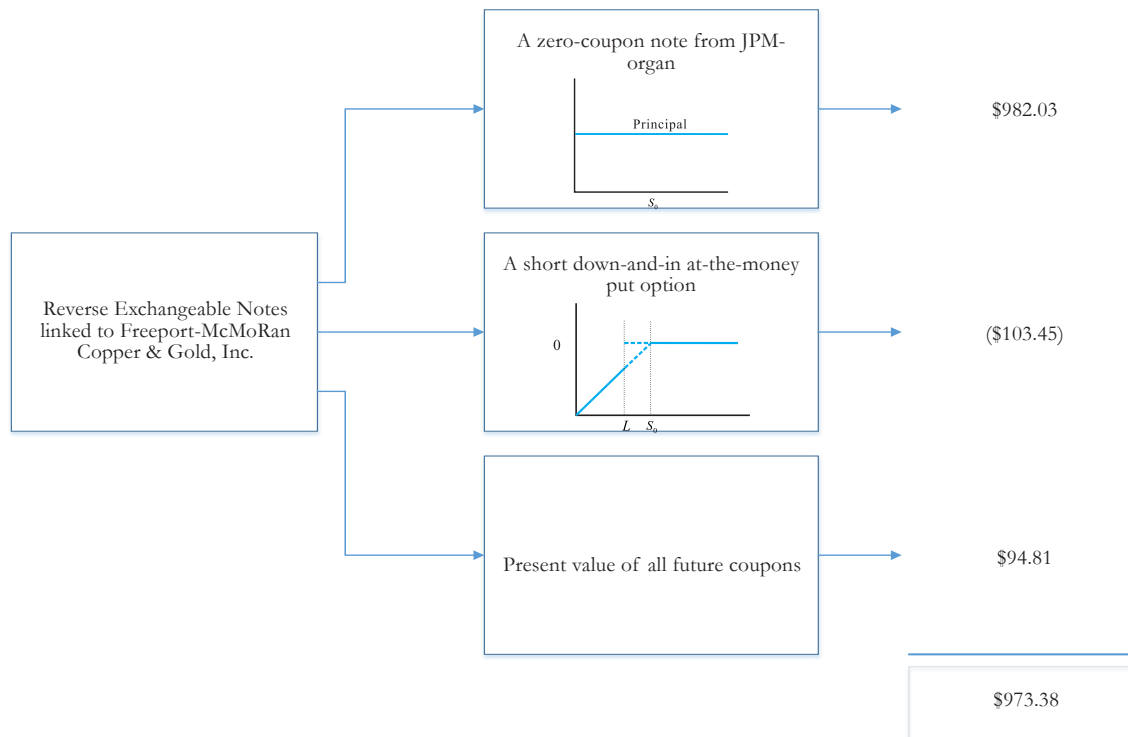 A zero-coupon note from JPM-
organ
Principal
S₀
$982.03
Reverse Exchangeable Notes
linked to Freeport-McMoRan
Copper & Gold, Inc.
A short down-and-in at-the-money
put option
0
L S₀
($103.45)
Present value of all future coupons
$94.81
$973.38